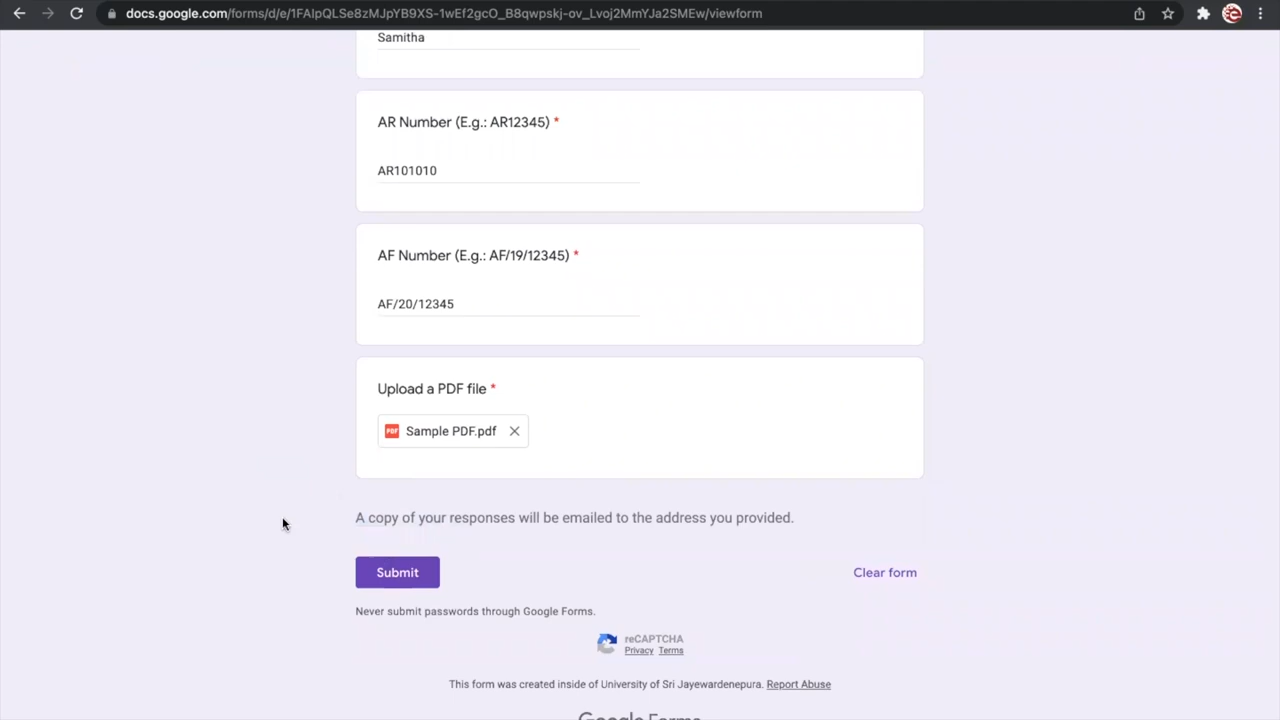 docs.google.com/forms/d/e/1FAIpQLSe8zMJpYB9XS-1wEf2gcO_B8qwpskj-ov_Lvoj2MmYJa2SMEw/viewform
Samitha
AR Number (E.g.: AR12345) *
AR101010
AF Number (E.g.: AF/19/12345) *
AF/20/12345
Upload a PDF file *
PDF Sample PDF.pdf
A copy of your responses will be emailed to the address you provided.
Submit
Clear form
Never submit passwords through Google Forms.
reCAPTCHA
Privacy Terms
This form was created inside of University of Sri Jayewardenepura. Report Abuse
Google Forms